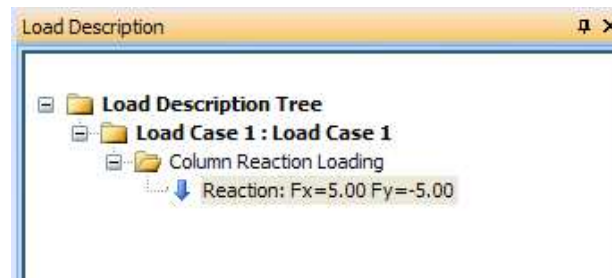 Load Description
Load Description Tree
Load Case 1 : Load Case 1
Column Reaction Loading
Reaction: Fx=5.00 Fy=-5.00